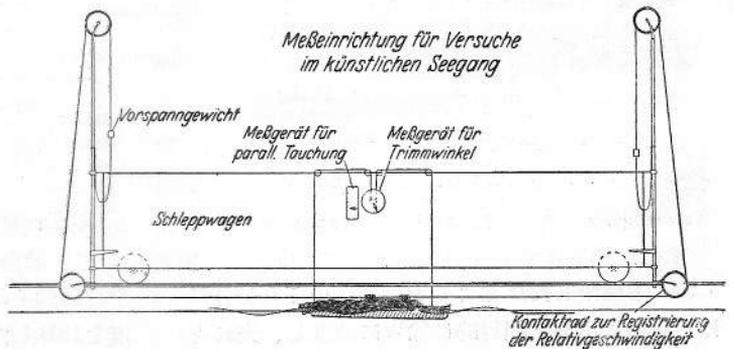 Meßeinrichtung für Versuche
im künstlichen Seegang
Vorspanngewicht
Meßgerät für
parall. Tauchung
Meßgerät für
Trimmwinkel
Schleppwagen
Kontaktrad zur Registrierung
der Relativgeschwindigkeit